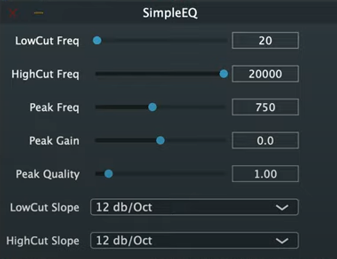 SimpleEQ
LowCut Freq 20
HighCut Freq 20000
Peak Freq 750
Peak Gain 0.0
Peak Quality 1.00
LowCut Slope 12 db/Oct
HighCut Slope 12 db/Oct